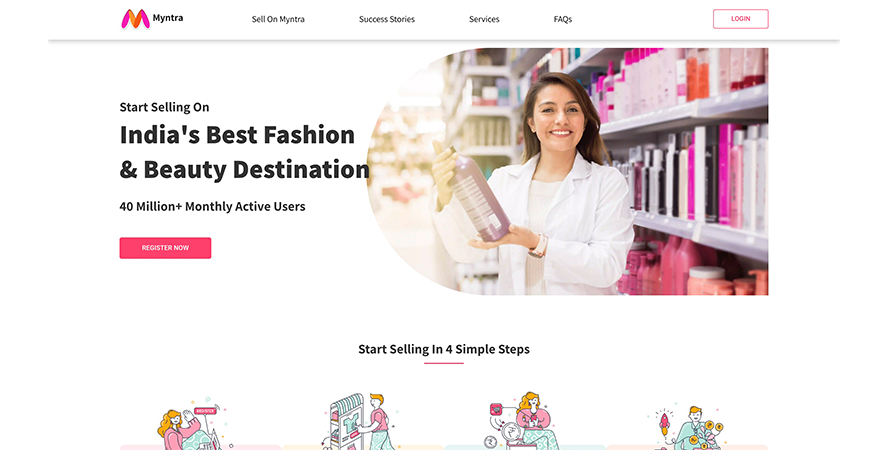 Myntra
Sell On Myntra
Success Stories
Services
FAQs
LOGIN
Start Selling On
India's Best Fashion
& Beauty Destination
40 Million+ Monthly Active Users
REGISTER NOW
Start Selling In 4 Simple Steps
REGISTER